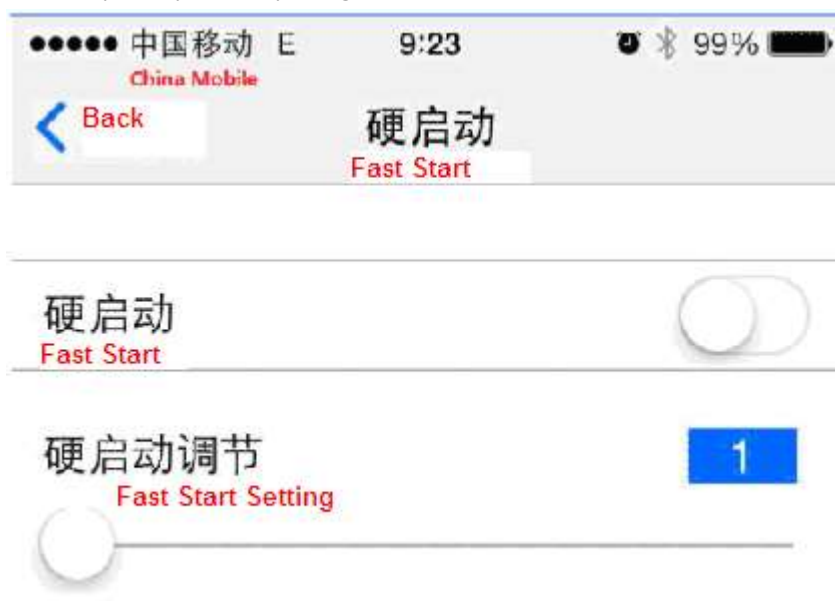 中国移动 E 9:23 99%
China Mobile
Back
硬启动
Fast Start
硬启动
Fast Start
硬启动调节 1
Fast Start Setting